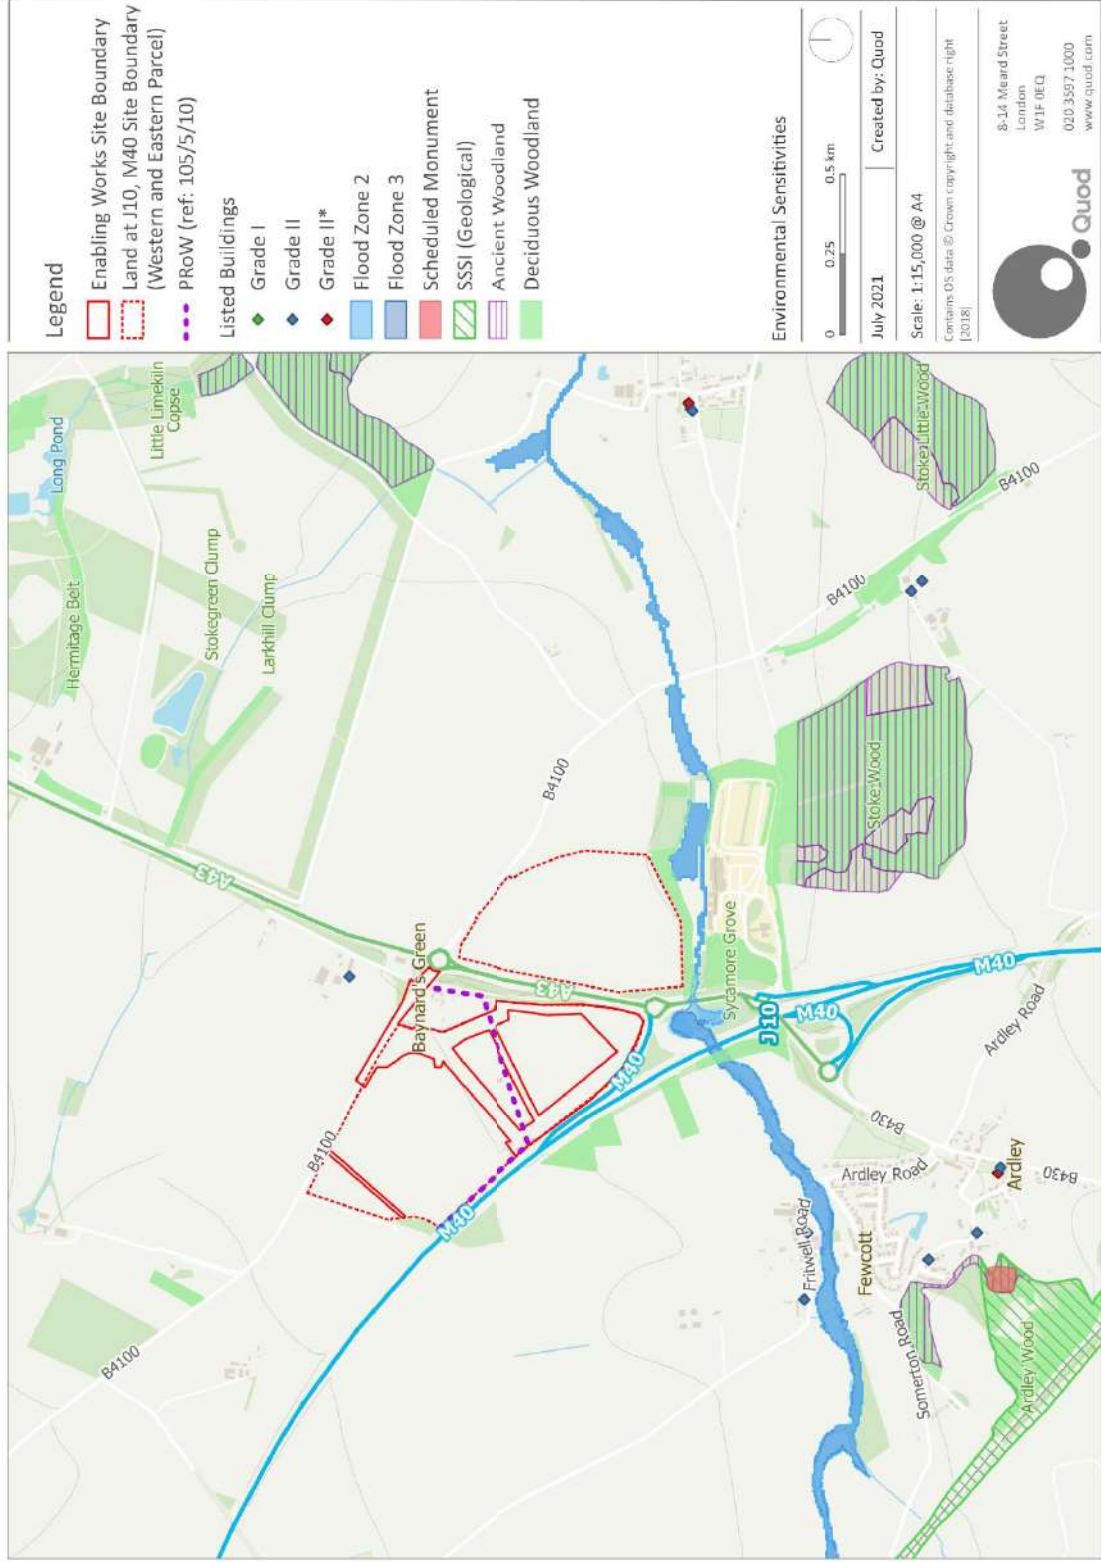 Hermitage Belt
Long Pond
Little Limekiln
Copse
Stokegreen Clump
Larkhill Clump
A43
B4100
Baynard's Green
B4100
B4100
A43
M40
M40
B4100
Sycamore Grove
J10
M40
M40
Stoke Wood
Stoke Little Wood
B4100
Fritwell Road
Fewcott
Ardley Road
B430
Ardley Road
Ardley
B430
Somerton Road
Ardley Wood
Legend
Enabling Works Site Boundary
Land at J10, M40 Site Boundary
(Western and Eastern Parcel)
PRoW (ref: 105/5/10)
Listed Buildings
Grade I
Grade II
Grade II*
Flood Zone 2
Flood Zone 3
Scheduled Monument
SSSI (Geological)
Ancient Woodland
Deciduous Woodland
Environmental Sensitivities
0 0.25 0.5 km
July 2021
Created by: Quod
Scale: 1:15,000 @ A4
Contains OS data © Crown copyright and database right
[2018]
Quod
8-14 Meard Street
London
W1F 0EQ
020 3597 1000
www.quod.com